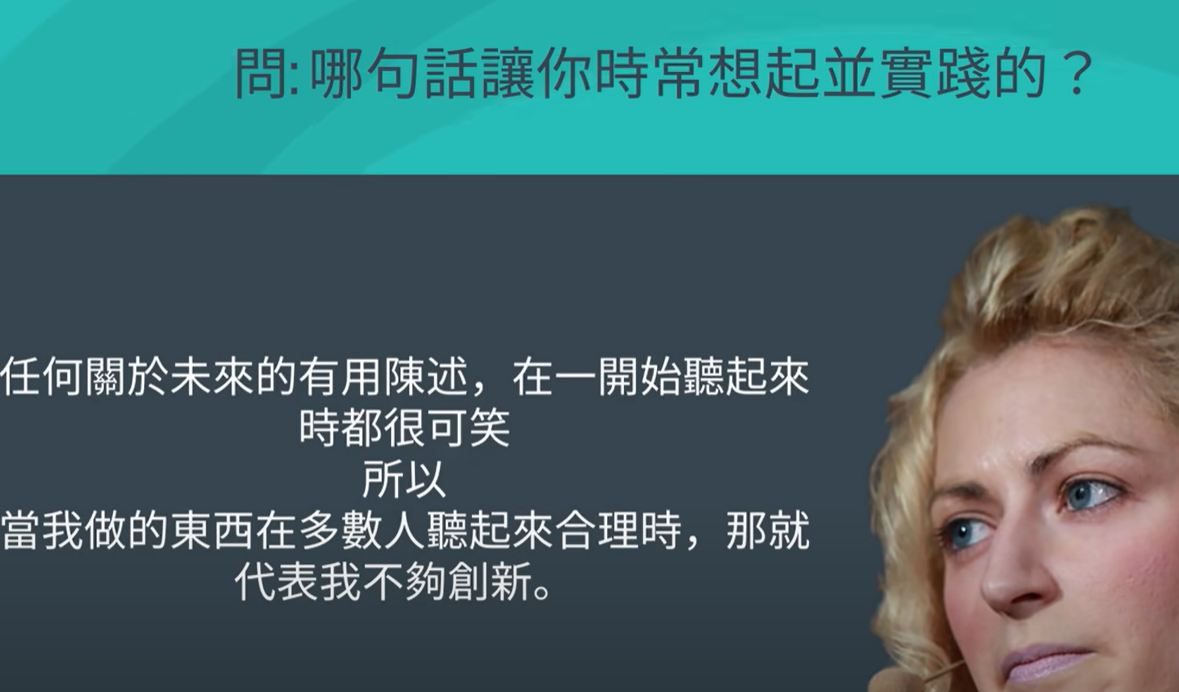 問: 哪句話讓你時常想起並實踐的？
任何關於未來的有用陳述，在一開始聽起來
時都很可笑
所以
當我做的東西在多數人聽起來合理時，那就
代表我不夠創新。